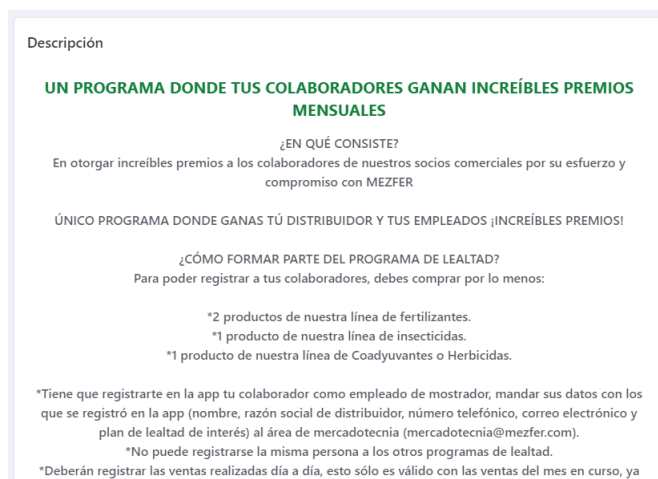 Descripción
UN PROGRAMA DONDE TUS COLABORADORES GANAN INCREÍBLES PREMIOS
MENSUALES
¿EN QUÉ CONSISTE?
En otorgar increíbles premios a los colaboradores de nuestros socios comerciales por su esfuerzo y
compromiso con MEZFER
ÚNICO PROGRAMA DONDE GANAS TÚ DISTRIBUIDOR Y TUS EMPLEADOS ¡INCREÍBLES PREMIOS!
¿CÓMO FORMAR PARTE DEL PROGRAMA DE LEALTAD?
Para poder registrar a tus colaboradores, debes comprar por lo menos:
*2 productos de nuestra línea de fertilizantes.
*1 producto de nuestra línea de insecticidas.
*1 producto de nuestra línea de Coadyuvantes o Herbicidas.
*Tiene que registrarte en la app tu colaborador como empleado de mostrador, mandar sus datos con los
que se registró en la app (nombre, razón social de distribuidor, número telefónico, correo electrónico y
plan de lealtad de interés) al área de mercadotecnia (mercadotecnia@mezfer.com).
*No puede registrarse la misma persona a los otros programas de lealtad.
*Deberán registrar las ventas realizadas día a día, esto sólo es válido con las ventas del mes en curso, ya